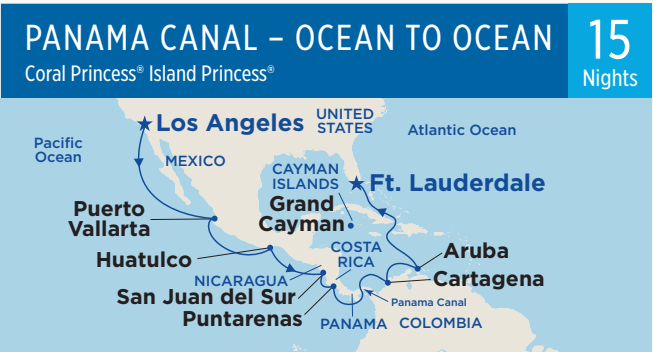 PANAMA CANAL – OCEAN TO OCEAN
Coral Princess® Island Princess®
15
Nights
Los Angeles
UNITED
STATES
Atlantic Ocean
Pacific
Ocean
MEXICO
CAYMAN
ISLANDS
Ft. Lauderdale
Puerto
Vallarta
Grand
Cayman
Huatulco
COSTA
RICA
Aruba
NICARAGUA
Cartagena
San Juan del Sur
Panama Canal
Puntarenas
PANAMA
COLOMBIA